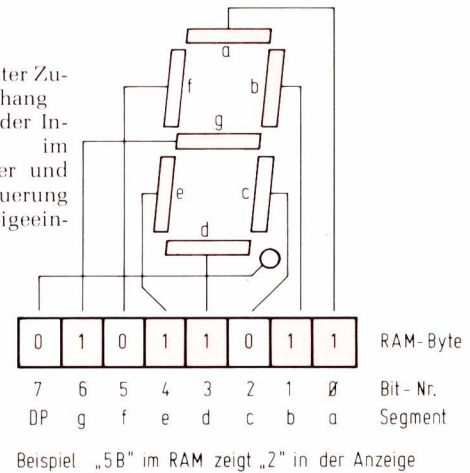 a
ter Zu-
hang
der In-
im
er und
uerung
igeein-
f b
g
e c
d
0 1 0 1 1 0 1 1 RAM-Byte
7 6 5 4 3 2 1 Ø Bit-Nr.
DP g f e d c b a Segment
Beispiel „5B" im RAM zeigt „2" in der Anzeige